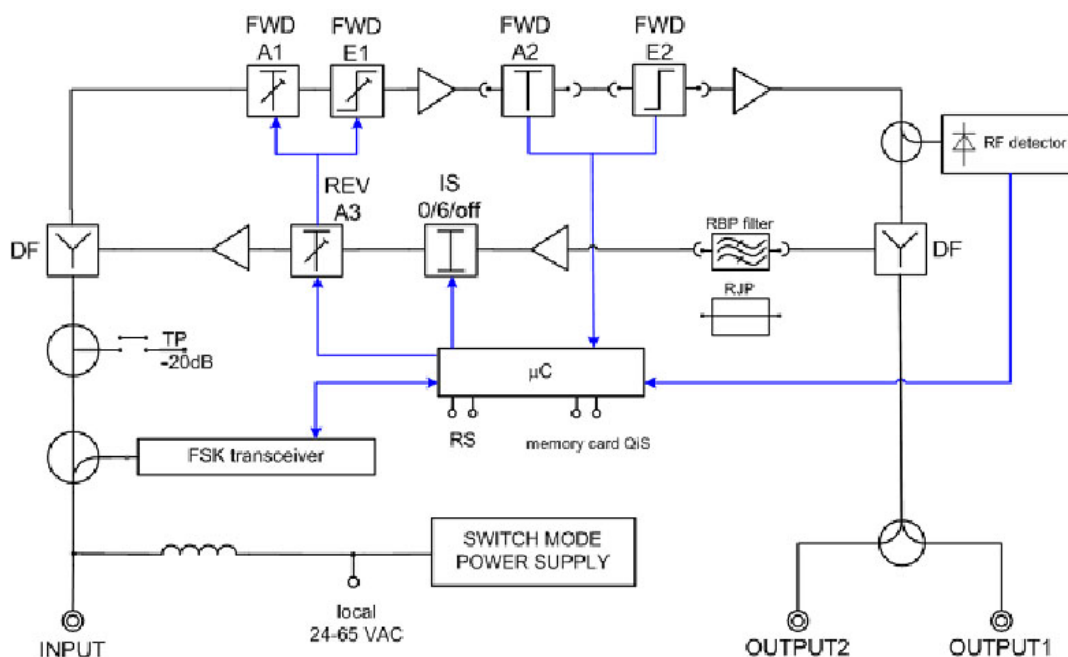 FWD FWD FWD FWD
A1 E1 A2 E2
RF detector
REV IS
A3 0/6/off
RBP filter
DF DF
RJP
TP
-20dB
µC
RS memory card QiS
FSK transceiver
SWITCH MODE
POWER SUPPLY
local
24-65 VAC
INPUT OUTPUT2 OUTPUT1